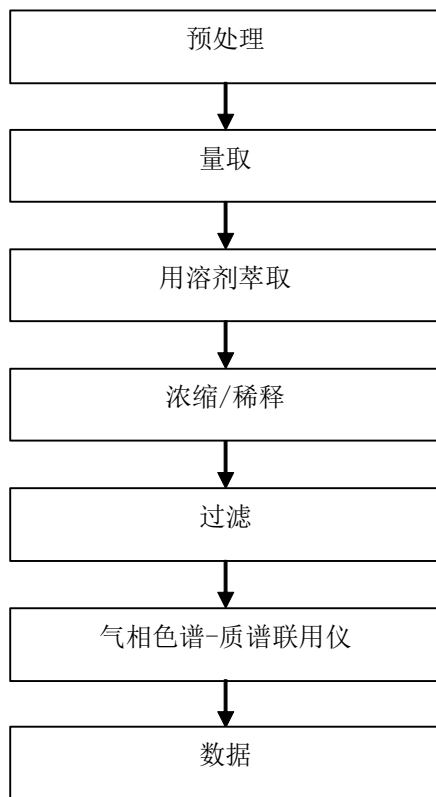 预处理
量取
用溶剂萃取
浓缩/稀释
过滤
气相色谱-质谱联用仪
数据